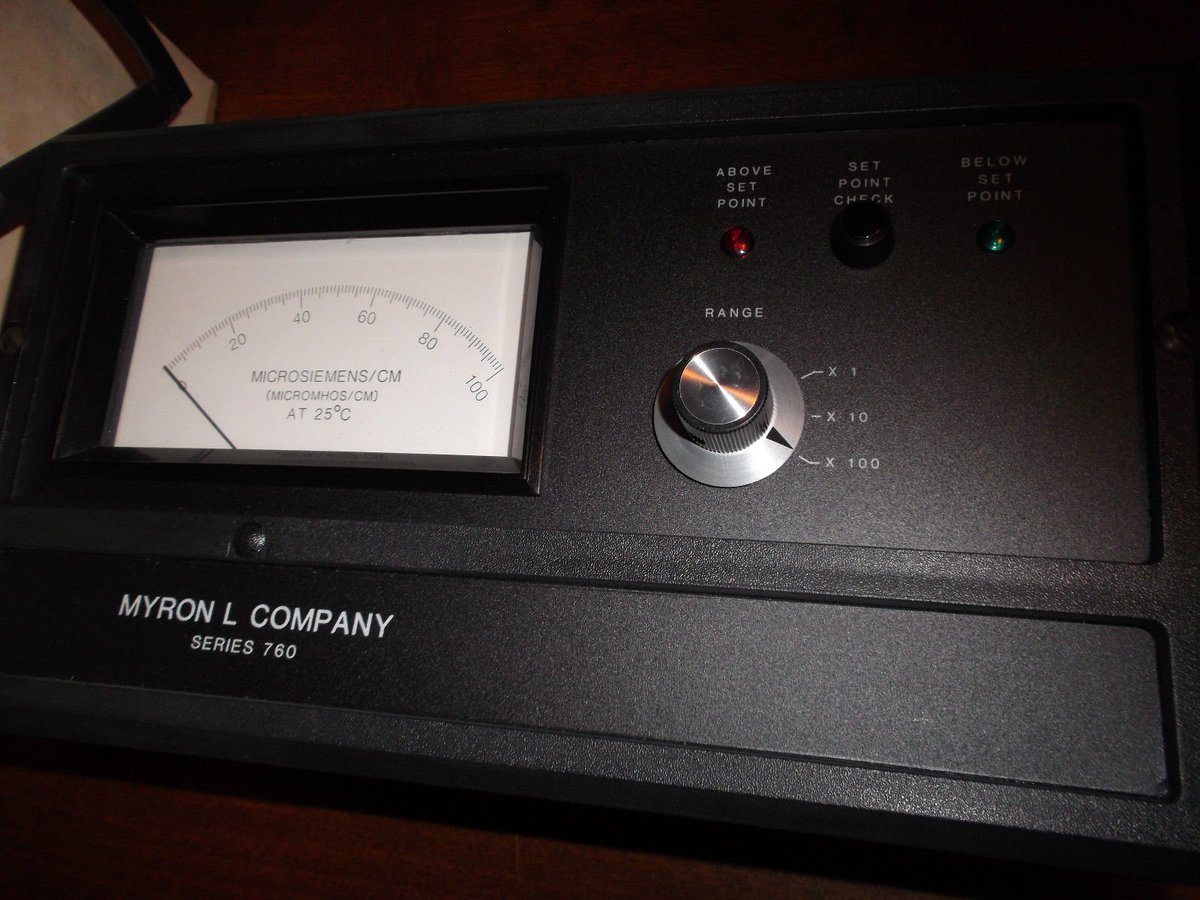 ABOVE
SET
POINT
SET
POINT
CHECK
BELOW
SET
POINT
0
20
40
60
80
100
MICROSIEMENS/CM
(MICROMHOS/CM)
AT 25°C
RANGE
X 1
X 10
X 100
MYRON L COMPANY
SERIES 760